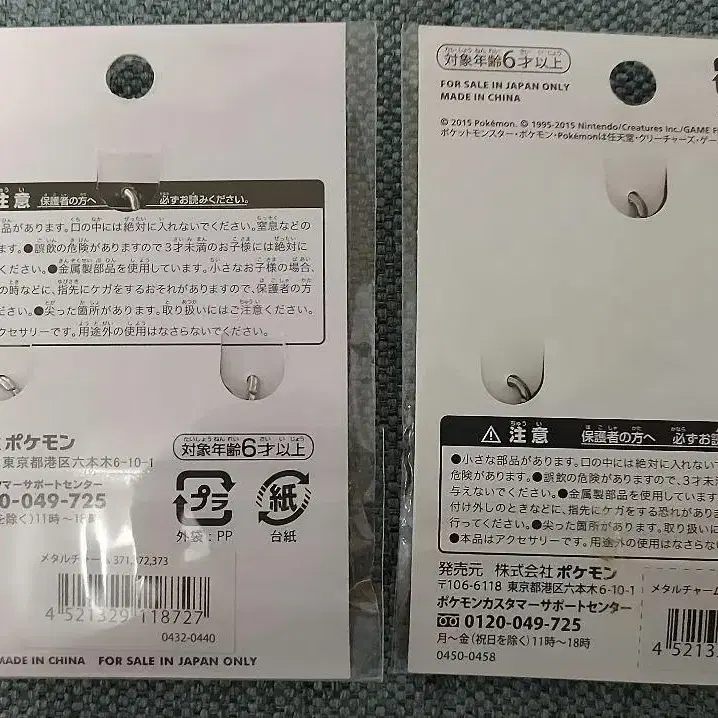 注意 保護者の方へ 必ずお読みください。
品があります。口の中には絶対に入れないでください。窒息などの
ます。●誤飲の危険がありますので3才未満のお子様には絶対に
ください。●金属製部品を使用しています。小さなお子様の場合、
の時などに、指先にケガをするおそれがありますので、保護者の方
い。●尖った箇所があります。取り扱いにはご注意ください。
アクセサリーです。用途外の使用はなさらないでください。
ポケモン
東京都港区六本木6-10-1
スタマーサポートセンター
0-049-725
を除く)11時~18時
対象年齢6才以上
プラ
外袋:PP
紙
台紙
メタルチャーム 371,372,373
4 521329 118727
0432-0440
MADE IN CHINA FOR SALE IN JAPAN ONLY
対象年齢6才以上
FOR SALE IN JAPAN ONLY
MADE IN CHINA
© 2015 Pokémon. © 1995-2015 Nintendo/Creatures Inc./GAME F
ポケットモンスター・ポケモン・Pokémonは任天堂・クリーチャーズ・ゲー
注意 保護者の方へ 必ずお読
●小さな部品があります。口の中には絶対に入れない
危険があります。●誤飲の危険がありますので、3才未満
与えないでください。●金属製部品を使用しています
付け外しのときなどに、指先にケガをする恐れがあり
行ってください。●尖った箇所があります。取り扱いに
●本品はアクセサリーです。用途外の使用はなさらな
発売元 株式会社 ポケモン
〒106-6118 東京都港区六本木6-10-1
ポケモンカスタマーサポートセンター
0120-049-725
月~金(祝日を除く)11時~18時
0450-0458
メタルチャーム
4 52132